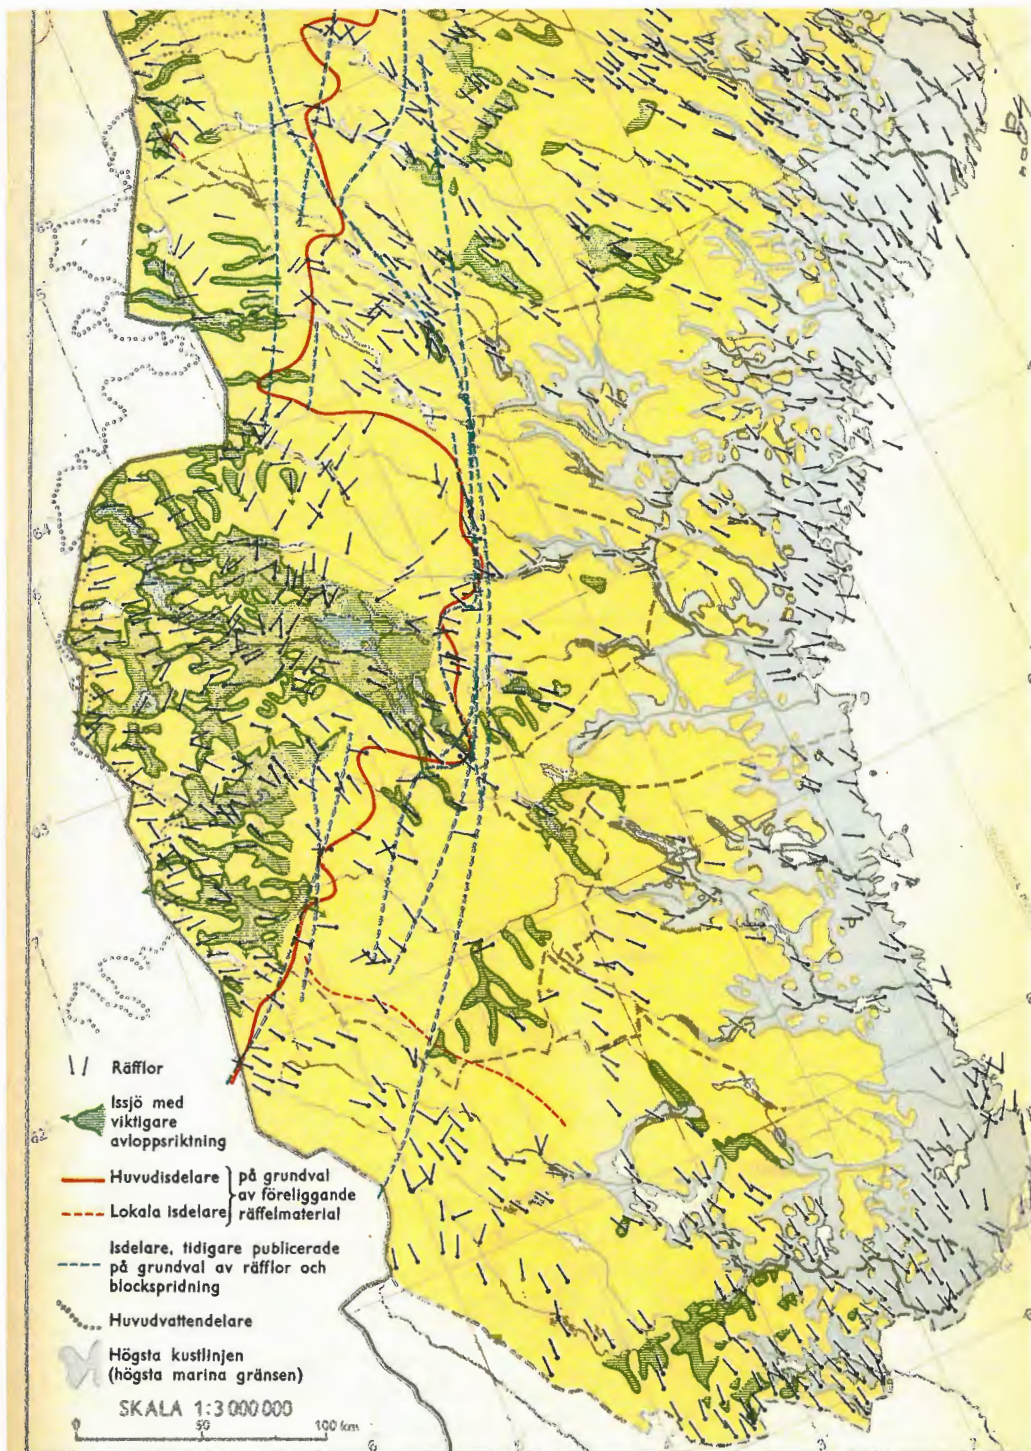 Räfflor
Issjö med
viktigare
avloppsriktning
Huvudisdelare
Lokala isdelare
på grundval
av föreliggande
räffelmaterial
Isdelare, tidigare publicerade
på grundval av räfflor och
blockspridning
Huvudvattendelare
Högsta kustlinjen
(högsta marina gränsen)
SKALA 1:3 000 000
0 50 100 km
64
63
62